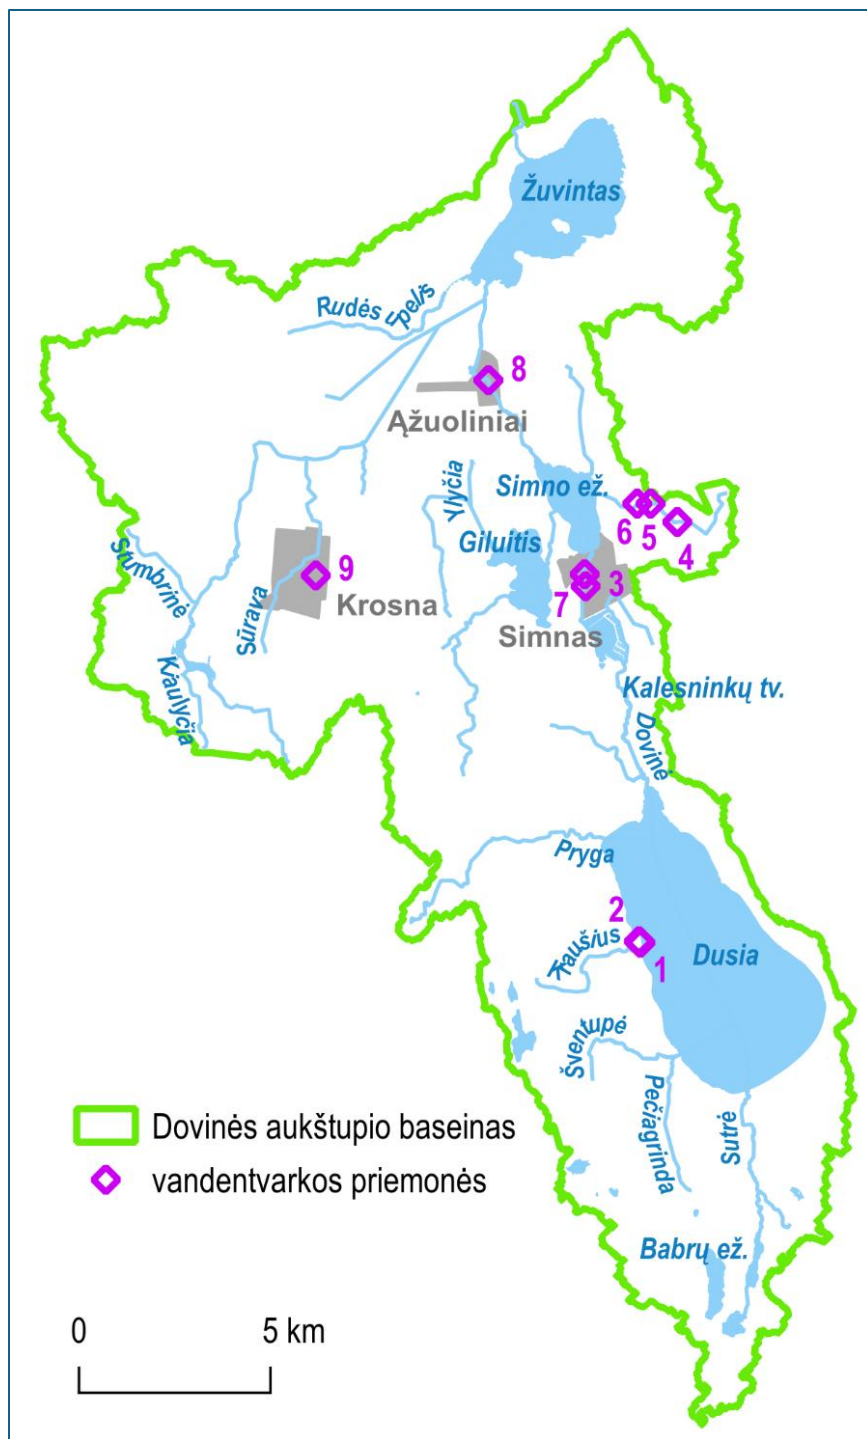 Žuvintas
Rudės upelis
8
Ąžuoliniai
Ylyčia
Simno ež.
6
5
4
Giluitis
Stumbrinė
9
3
Sūrava
Krosna
7
Simnas
Kiaulyčia
Kalesninkų tv.
Dovinė
Pryga
2
Kraušius
Dusia
1
Šventupė
Pečiagrinda
Sutrė
Dovinės aukštupio baseinas
vandentvarkos priemonės
Babrų ež.
0
5 km